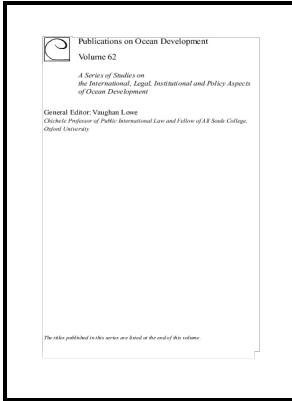 Publications on Ocean Development
Volume 62
A Series of Studies on
the International, Legal, Institutional and Policy Aspects
of Ocean Development
General Editor: Vaughan Lowe
Chichele Professor of Public International Law and Fellow of All Souls College,
Oxford University
The titles published in this series are listed at the end of this volume.